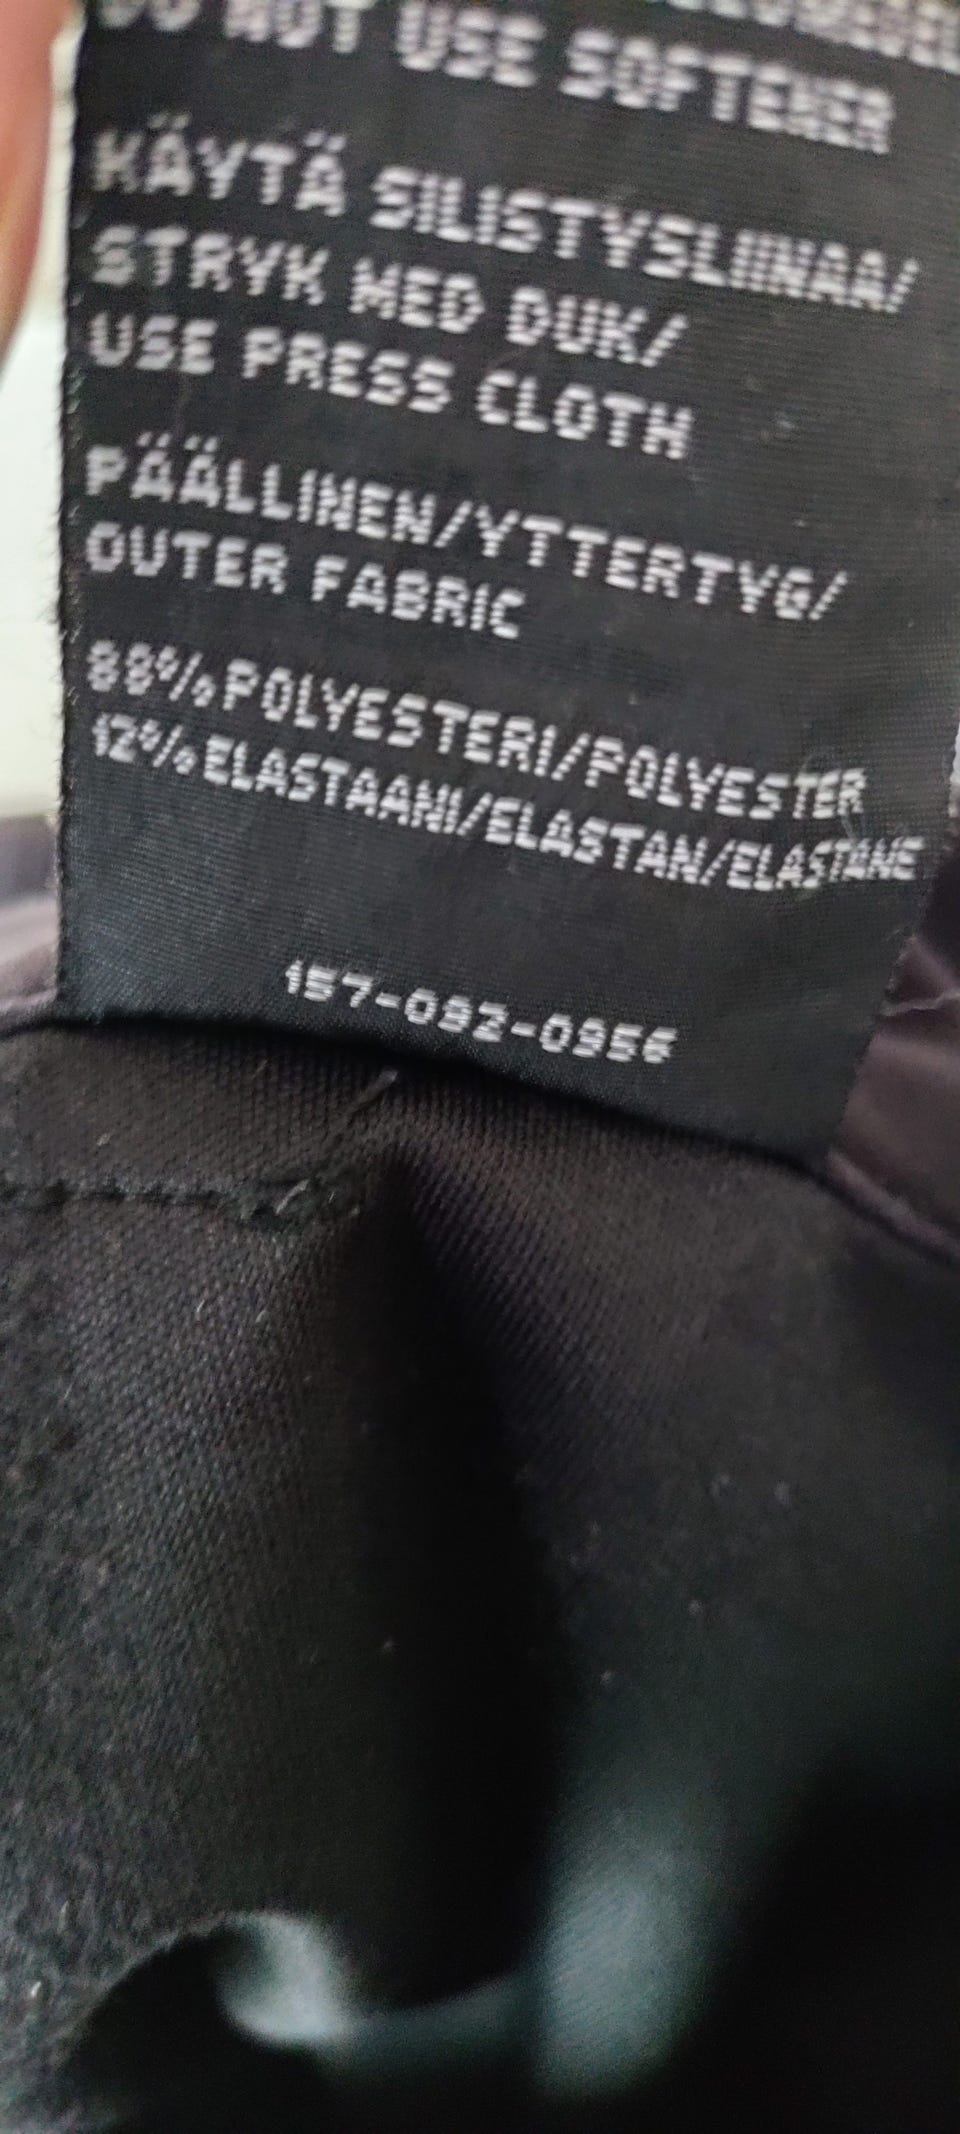 DO NOT USE SOFTENER
KÄYTÄ SILISTYSLIINAA/
STRYK MED DUK/
USE PRESS CLOTH
PÄÄLLINEN/YTTERTYG/
OUTER FABRIC
88%POLYESTERI/POLYESTER
12%ELASTAANI/ELASTAN/ELASTANE
157-092-0956